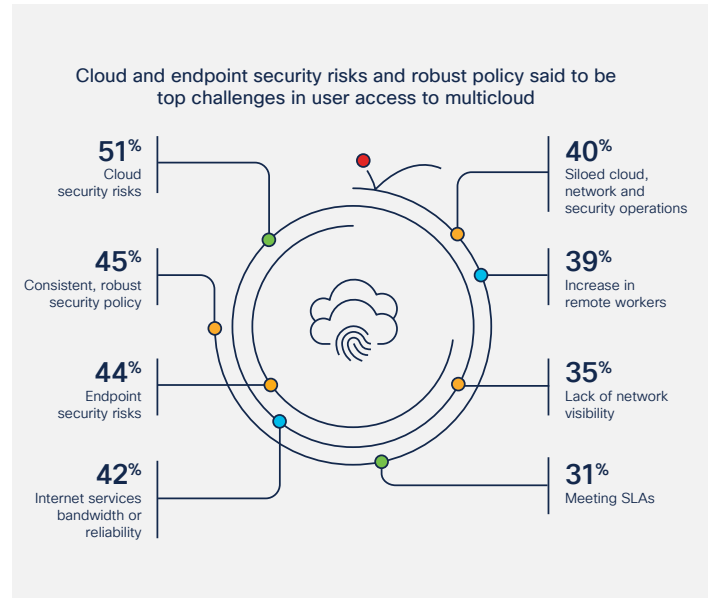 Cloud and endpoint security risks and robust policy said to be
top challenges in user access to multicloud
51%
Cloud
security risks
45%
Consistent, robust
security policy
44%
Endpoint
security risks
42%
Internet services
bandwidth or
reliability
40%
Siloed cloud,
network and
security operations
39%
Increase in
remote workers
35%
Lack of network
visibility
31%
Meeting SLAs